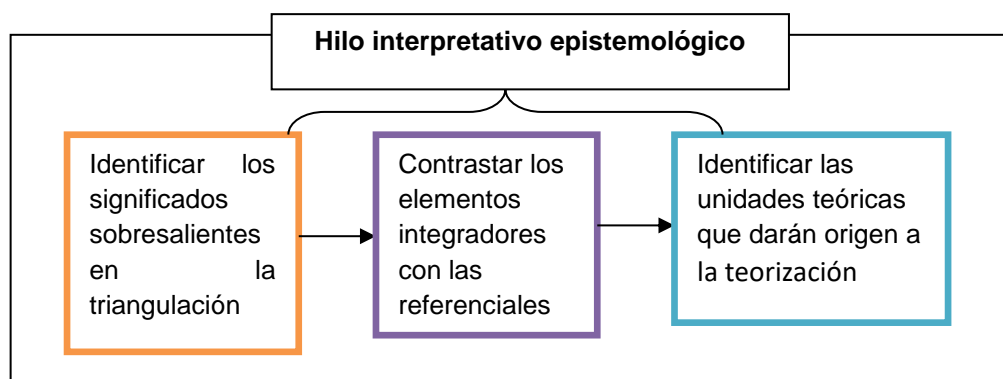 Hilo interpretativo epistemológico
Identificar los
significados
sobresalientes
en la
triangulación
Contrastar los
elementos
integradores
con las
referenciales
Identificar las
unidades teóricas
que darán origen a
la teorización